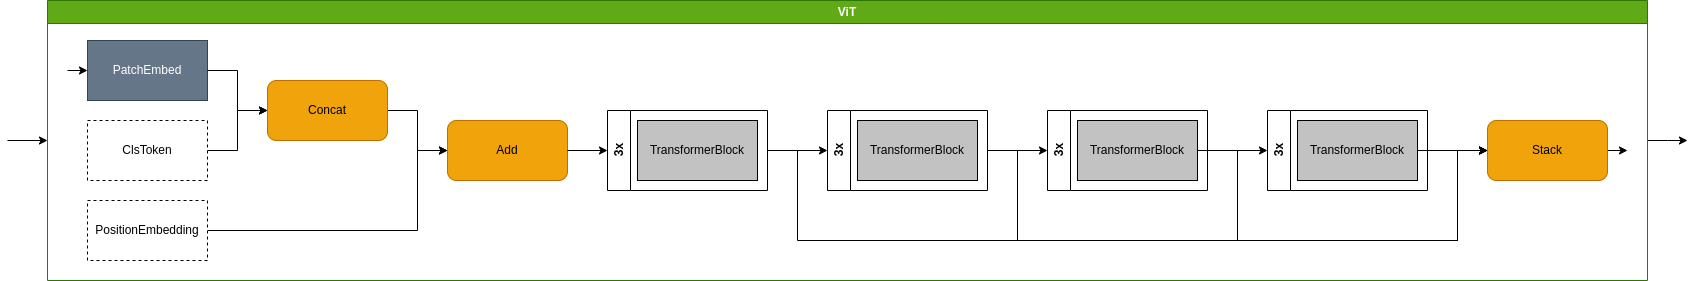 ViT
PatchEmbed
ClsToken
PositionEmbedding
Concat
Add
3x
TransformerBlock
3x
TransformerBlock
3x
TransformerBlock
3x
TransformerBlock
Stack